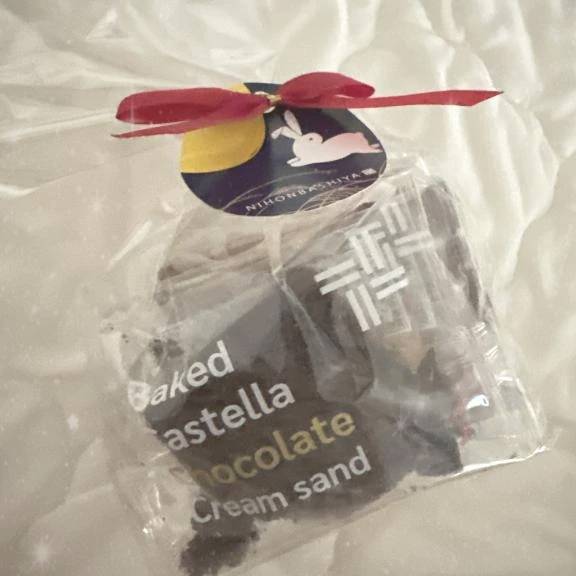 NIHONBASHIYA
Baked
astella
hocolate
Cream sand